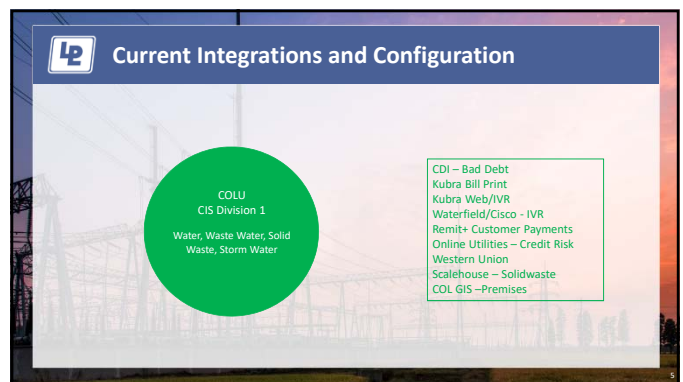 LP
Current Integrations and Configuration
COLU
CIS Division 1
Water, Waste Water, Solid
Waste, Storm Water
CDI – Bad Debt
Kubra Bill Print
Kubra Web/IVR
Waterfield/Cisco - IVR
Remit+ Customer Payments
Online Utilities – Credit Risk
Western Union
Scalehouse – Solidwaste
COL GIS –Premises
5